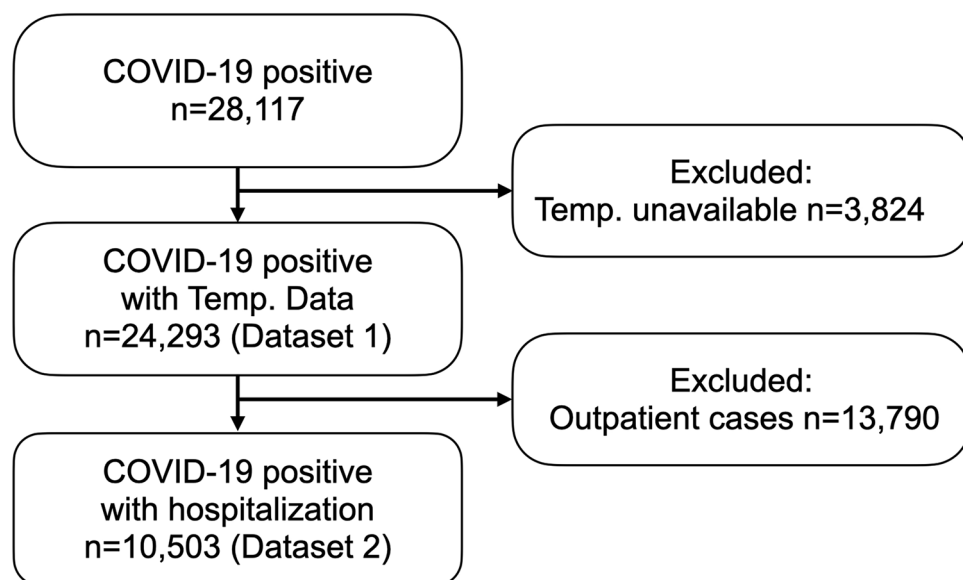 COVID-19 positive
n=28,117
Excluded:
Temp. unavailable n=3,824
COVID-19 positive
with Temp. Data
n=24,293 (Dataset 1)
Excluded:
Outpatient cases n=13,790
COVID-19 positive
with hospitalization
n=10,503 (Dataset 2)